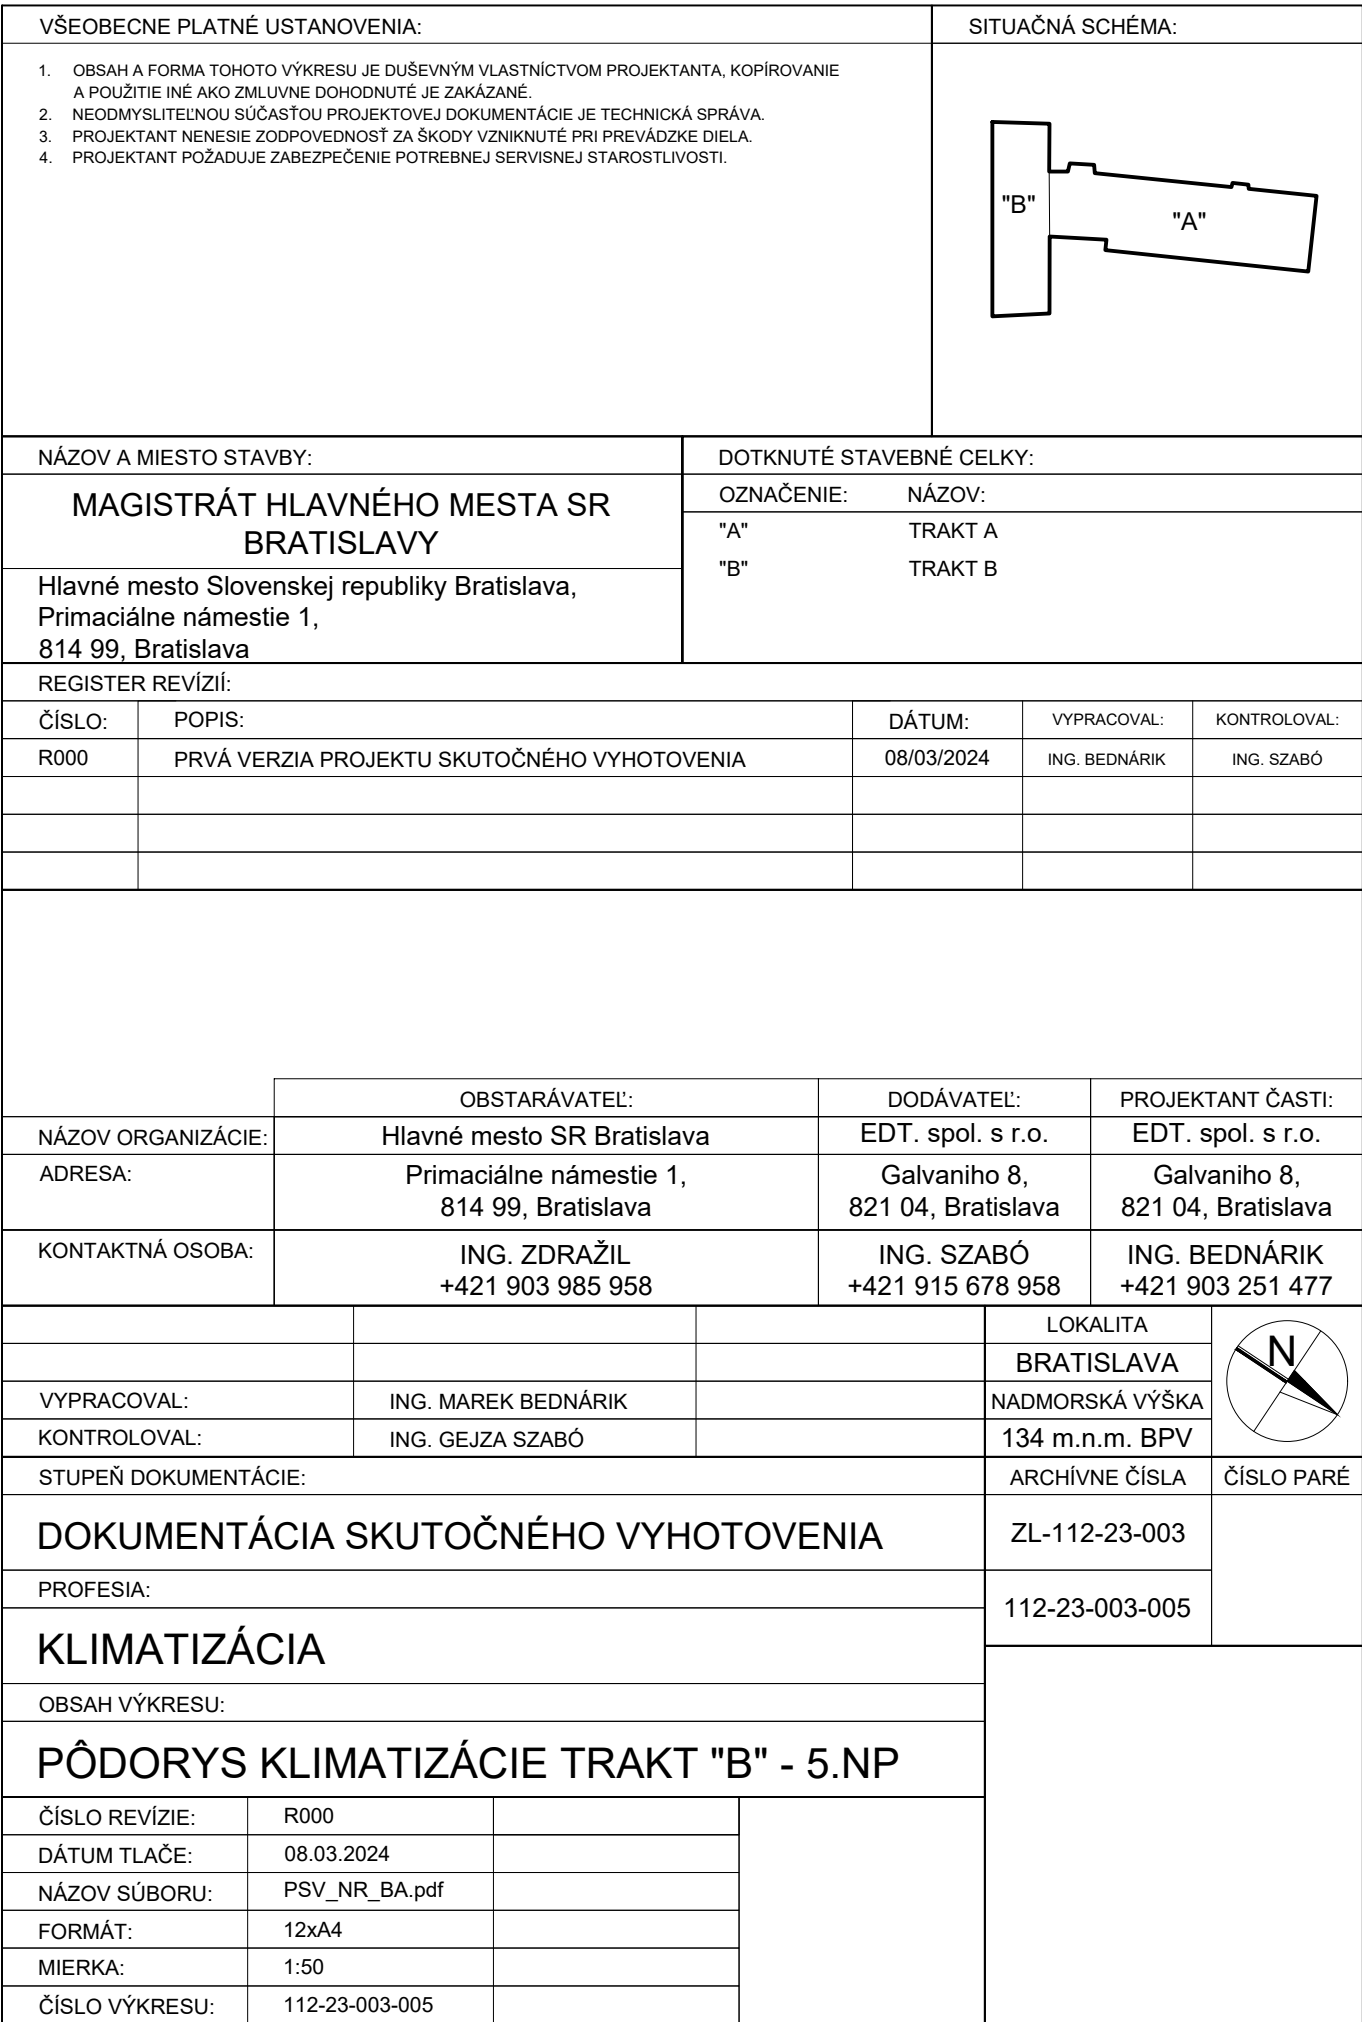 VŠEOBECNE PLATNÉ USTANOVENIA:
1. OBSAH A FORMA TOHOTO VÝKRESU JE DUŠEVNÝM VLASTNÍCTVOM PROJEKTANTA, KOPÍROVANIE
A POUŽITIE INÉ AKO ZMLUVNE DOHODNUTÉ JE ZAKÁZANÉ.
2. NEODMYSLITEĽNOU SÚČASŤOU PROJEKTOVEJ DOKUMENTÁCIE JE TECHNICKÁ SPRÁVA.
3. PROJEKTANT NENESIE ZODPOVEDNOSŤ ZA ŠKODY VZNIKNUTÉ PRI PREVÁDZKE DIELA.
4. PROJEKTANT POŽADUJE ZABEZPEČENIE POTREBNEJ SERVISNEJ STAROSTLIVOSTI.
SITUAČNÁ SCHÉMA:
"B"
"A"
NÁZOV A MIESTO STAVBY:
MAGISTRÁT HLAVNÉHO MESTA SR
BRATISLAVY
Hlavné mesto Slovenskej republiky Bratislava,
Primaciálne námestie 1,
814 99, Bratislava
DOTKNUTÉ STAVEBNÉ CELKY:
OZNAČENIE: NÁZOV:
"A" TRAKT A
"B" TRAKT B
REGISTER REVÍZIÍ:
ČÍSLO: POPIS: DÁTUM: VYPRACOVAL: KONTROLOVAL:
R000 PRVÁ VERZIA PROJEKTU SKUTOČNÉHO VYHOTOVENIA 08/03/2024 ING. BEDNÁRIK ING. SZABÓ
OBSTARÁVATEĽ: DODÁVATEĽ: PROJEKTANT ČASTI:
NÁZOV ORGANIZÁCIE: Hlavné mesto SR Bratislava EDT. spol. s r.o. EDT. spol. s r.o.
ADRESA: Primaciálne námestie 1, Galvaniho 8, Galvaniho 8,
814 99, Bratislava 821 04, Bratislava 821 04, Bratislava
KONTAKTNÁ OSOBA: ING. ZDRAŽIL ING. SZABÓ ING. BEDNÁRIK
+421 903 985 958 +421 915 678 958 +421 903 251 477
LOKALITA
BRATISLAVA
N
VYPRACOVAL: ING. MAREK BEDNÁRIK NADMORSKÁ VÝŠKA
KONTROLOVAL: ING. GEJZA SZABÓ 134 m.n.m. BPV
STUPEŇ DOKUMENTÁCIE: ARCHÍVNE ČÍSLA ČÍSLO PARÉ
DOKUMENTÁCIA SKUTOČNÉHO VYHOTOVENIA ZL-112-23-003
PROFESIA:
112-23-003-005
KLIMATIZÁCIA
OBSAH VÝKRESU:
PÔDORYS KLIMATIZÁCIE TRAKT "B" - 5.NP
ČÍSLO REVÍZIE: R000
DÁTUM TLAČE: 08.03.2024
NÁZOV SÚBORU: PSV_NR_BA.pdf
FORMÁT: 12xA4
MIERKA: 1:50
ČÍSLO VÝKRESU: 112-23-003-005